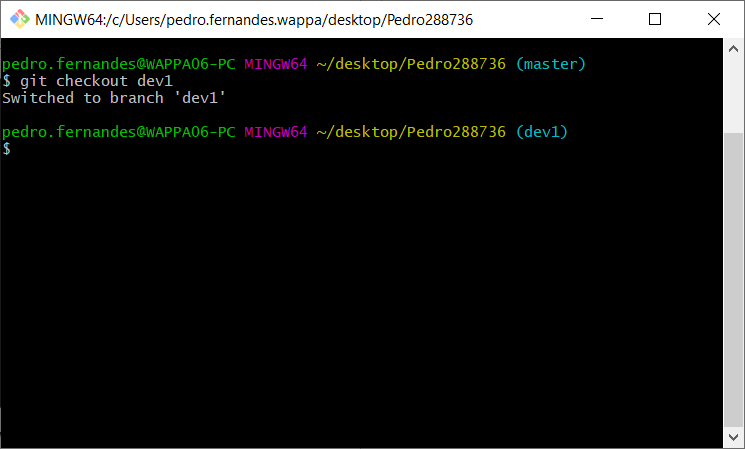 MINGW64:/c/Users/pedro.fernandes.wappa/desktop/Pedro288736
pedro.fernandes@WAPPA06-PC MINGW64 ~/desktop/Pedro288736 (master)
$ git checkout dev1
Switched to branch 'dev1'
pedro.fernandes@WAPPA06-PC MINGW64 ~/desktop/Pedro288736 (dev1)
$